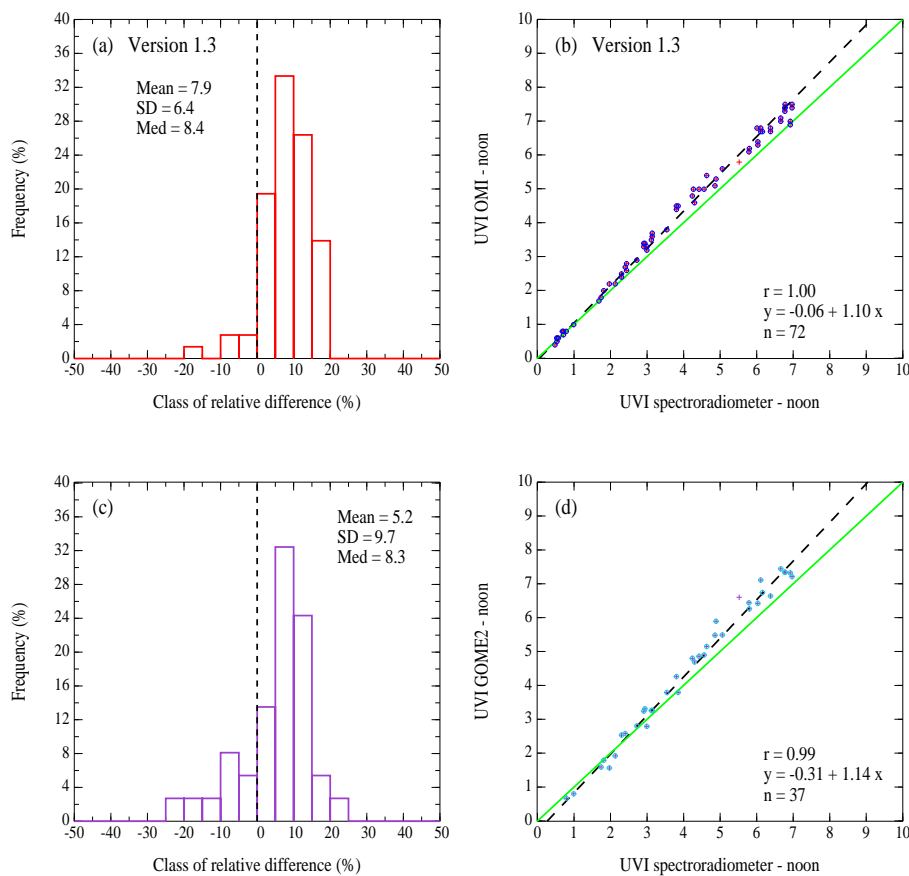 (a) Version 1.3
Mean = 7.9
SD = 6.4
Med = 8.4
Frequency (%)
40
36
32
28
24
20
16
12
8
4
0
-50 -40 -30 -20 -10 0 10 20 30 40 50
Class of relative difference (%)
(b) Version 1.3
UVI OMI - noon
10
9
8
7
6
5
4
3
2
1
0
r = 1.00
y = -0.06 + 1.10 x
n = 72
0 1 2 3 4 5 6 7 8 9 10
UVI spectroradiometer - noon
(c)
Mean = 5.2
SD = 9.7
Med = 8.3
Frequency (%)
40
36
32
28
24
20
16
12
8
4
0
-50 -40 -30 -20 -10 0 10 20 30 40 50
Class of relative difference (%)
(d)
UVI GOME2 - noon
10
9
8
7
6
5
4
3
2
1
0
r = 0.99
y = -0.31 + 1.14 x
n = 37
0 1 2 3 4 5 6 7 8 9 10
UVI spectroradiometer - noon